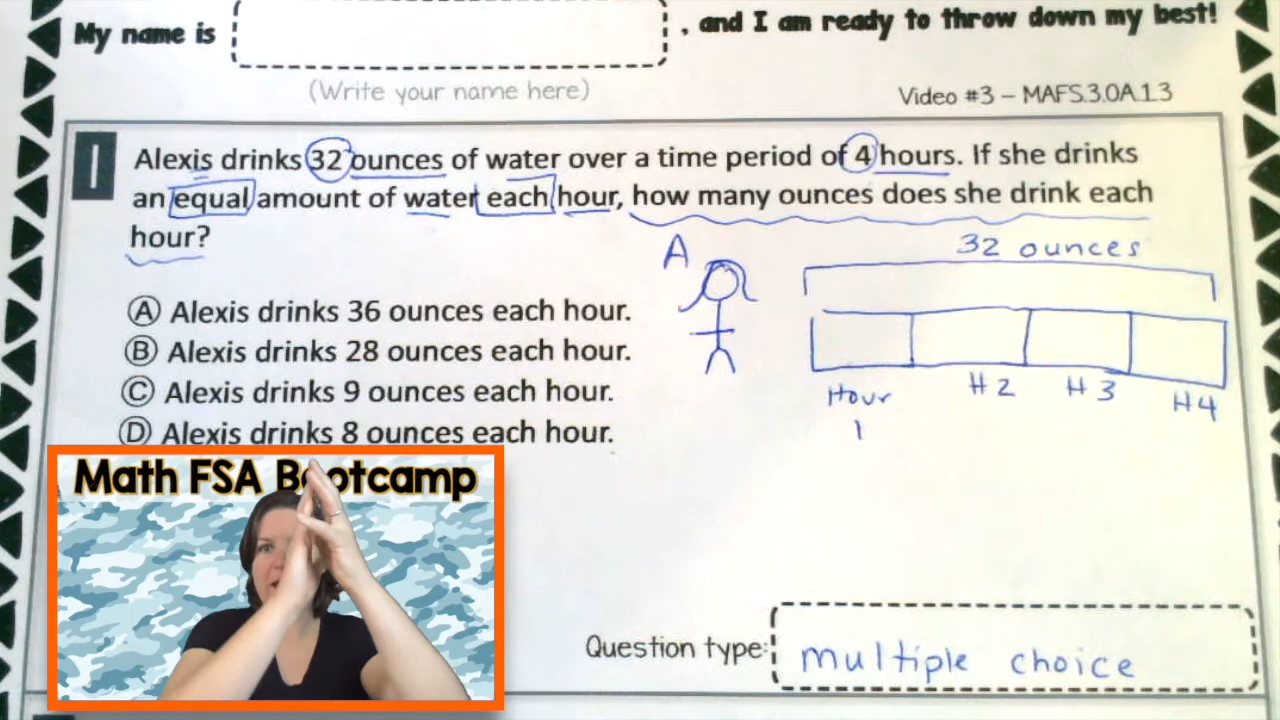 My name is , and I am ready to throw down my best!
(Write your name here)
Video #3 – MAFS.3.OA.1.3
1 Alexis drinks 32 ounces of water over a time period of 4 hours. If she drinks
an equal amount of water each hour, how many ounces does she drink each
hour?
A
32 ounces
Ⓐ Alexis drinks 36 ounces each hour.
Ⓑ Alexis drinks 28 ounces each hour.
Ⓒ Alexis drinks 9 ounces each hour.
Ⓓ Alexis drinks 8 ounces each hour.
Hour
1
H 2
H 3
H4
Math FSA Bootcamp
Question type: multiple choice